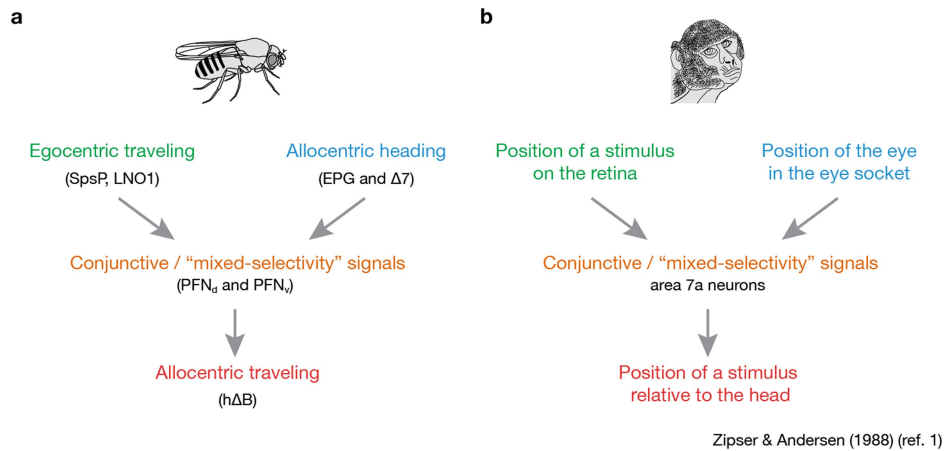 a
Egocentric traveling
(SpsP, LNO1)
Allocentric heading
(EPG and Δ7)
Conjunctive / “mixed-selectivity” signals
(PFNd and PFNv)
Allocentric traveling
(hΔB)
b
Position of a stimulus
on the retina
Position of the eye
in the eye socket
Conjunctive / “mixed-selectivity” signals
area 7a neurons
Position of a stimulus
relative to the head
Zipser & Andersen (1988) (ref. 1)